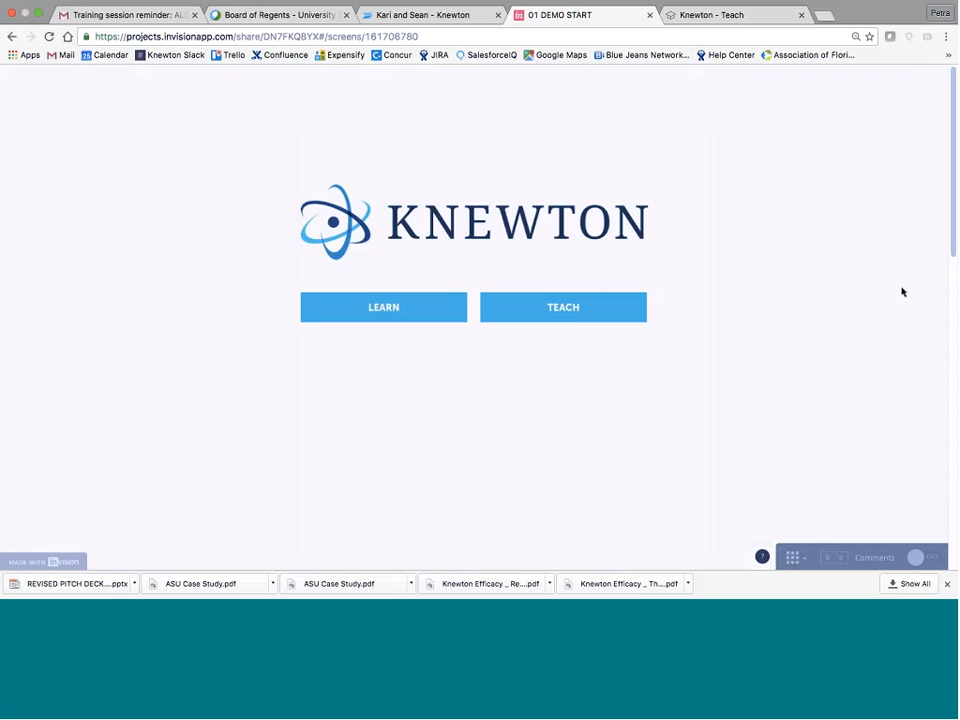 Training session reminder: AL
Board of Regents - University
Kari and Sean - Knewton
01 DEMO START
Knewton - Teach
Petra
https://projects.invisionapp.com/share/DN7FKQ8YX#/screens/161706780
Apps
Mail
Calendar
Knewton Slack
Trello
Confluence
Expensify
Concur
JIRA
SalesforceIQ
Google Maps
Blue Jeans Network...
Help Center
Association of Flori...
»
KNEWTON
LEARN
TEACH
MADE WITH invision
?
0 0
Comments
REVISED PITCH DECK....pptx
ASU Case Study.pdf
ASU Case Study.pdf
Knewton Efficacy _ Re....pdf
Knewton Efficacy _ Th....pdf
Show All